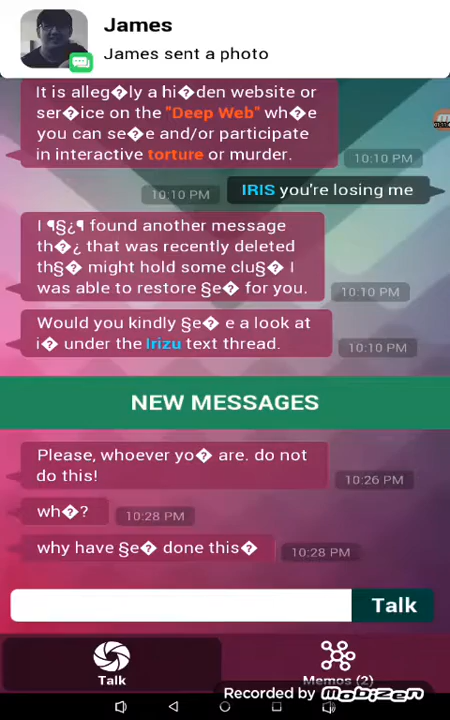 James
James sent a photo
It is alleg�ly a hi�den website or
ser�ice on the "Deep Web" wh�e
you can se�e and/or participate
in interactive torture or murder.
10:10 PM
10:10 PM
IRIS you're losing me
I ¶§¿¶ found another message
th�¿ that was recently deleted
th§� might hold some clu§� I
was able to restore §e� for you.
10:10 PM
Would you kindly §e� e a look at
i� under the Irizu text thread.
10:10 PM
NEW MESSAGES
Please, whoever yo� are. do not
do this!
10:26 PM
wh�?
10:28 PM
why have §e� done this�
10:28 PM
Talk
Talk
Memos (2)
Recorded by mobizen